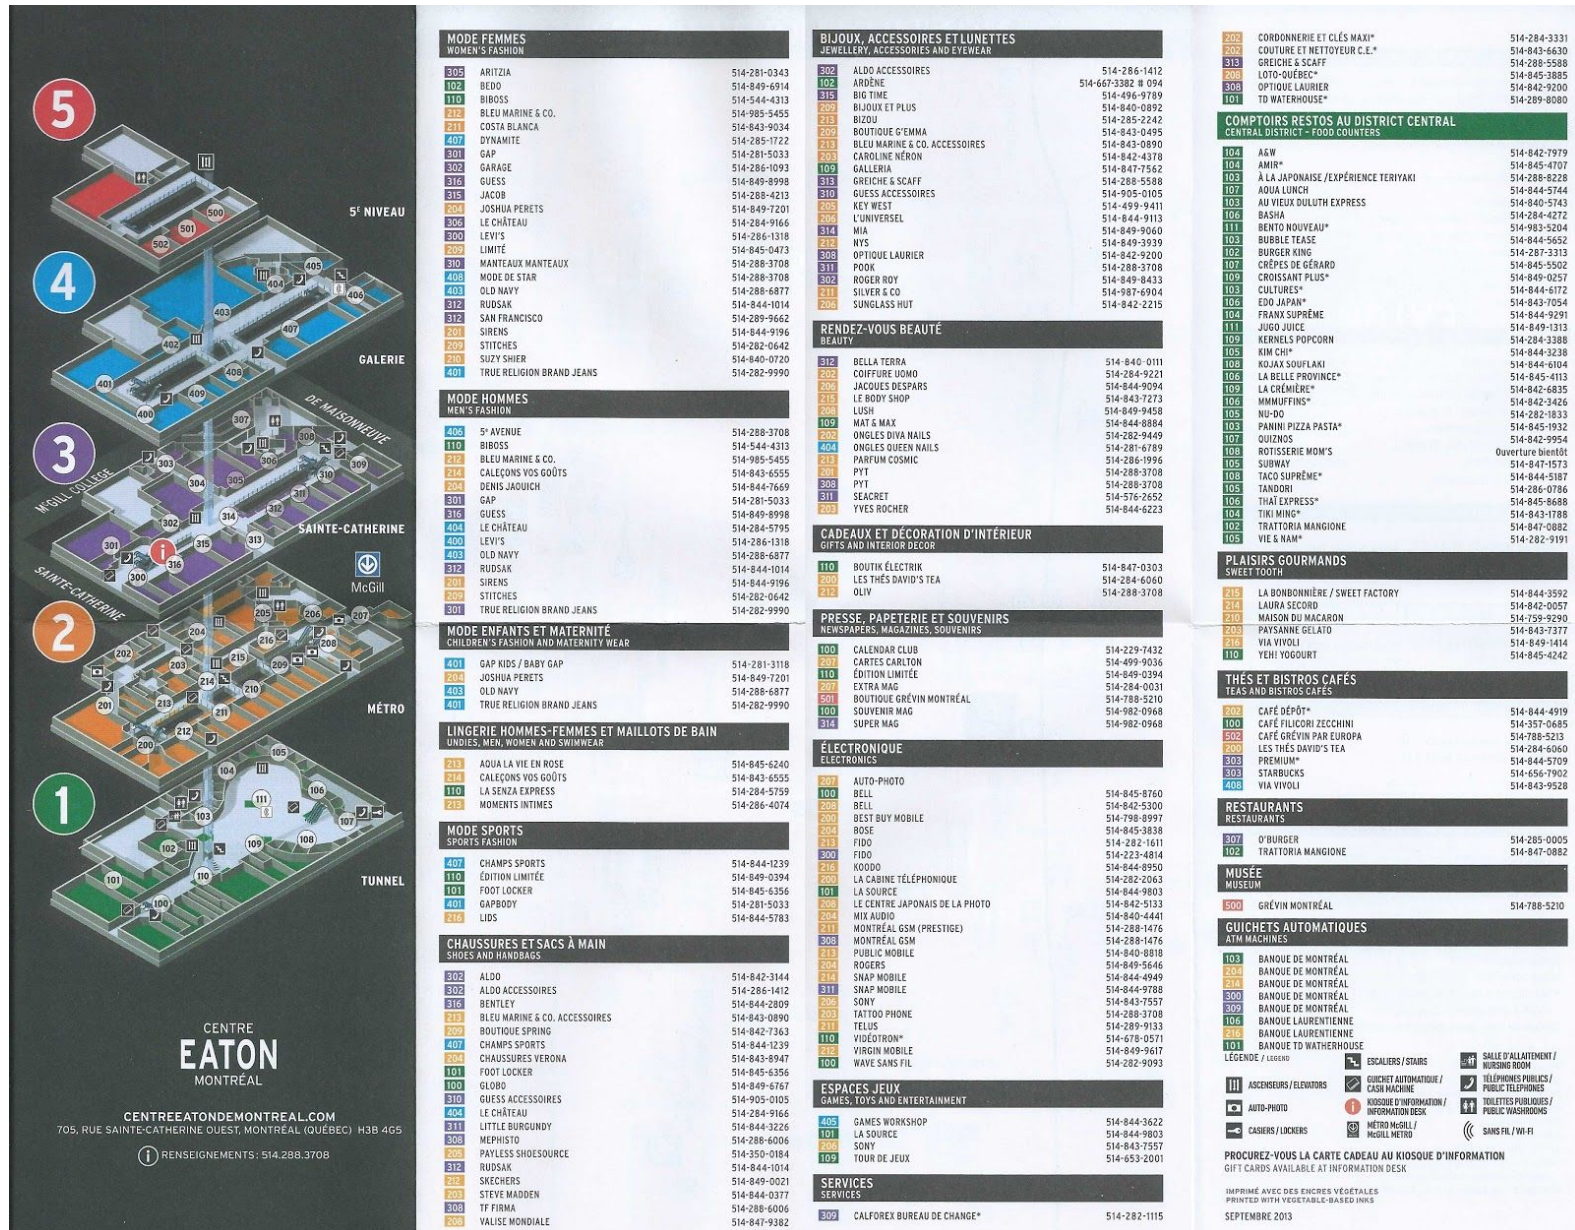 5
5E NIVEAU
500
501
502
4
GALERIE
400
401
402
403
404
405
406
407
408
409
3
DE MAISONNEUVE
McGILL COLLEGE
SAINTE-CATHERINE
SAINTE-CATHERINE
300
301
302
303
304
305
306
307
308
309
310
311
312
313
314
315
316
McGill
2
MÉTRO
200
201
202
203
204
205
206
207
208
209
210
211
212
213
214
215
216
1
TUNNEL
100
101
102
103
104
105
106
107
108
109
110
111
CENTRE
EATON
MONTRÉAL
CENTREEATONDEMONTREAL.COM
705, RUE SAINTE-CATHERINE OUEST, MONTRÉAL (QUÉBEC) H3B 4G5
i RENSEIGNEMENTS : 514.288.3708
MODE FEMMES
WOMEN'S FASHION
305 ARITZIA 514-281-0343
102 BEDO 514-849-6914
110 BIBOSS 514-544-4313
212 BLEU MARINE & CO. 514-985-5455
211 COSTA BLANCA 514-843-9034
407 DYNAMITE 514-285-1722
301 GAP 514-281-5033
302 GARAGE 514-286-1093
316 GUESS 514-849-8998
315 JACOB 514-288-4213
204 JOSHUA PERETS 514-849-7201
306 LE CHÂTEAU 514-284-9166
300 LEVI'S 514-286-1318
209 LIMITÉ 514-845-0473
310 MANTEAUX MANTEAUX 514-288-3708
408 MODE DE STAR 514-288-3708
403 OLD NAVY 514-288-6877
312 RUDSAK 514-844-1014
312 SAN FRANCISCO 514-289-9662
201 SIRENS 514-844-9196
209 STITCHES 514-282-0642
210 SUZY SHIER 514-840-0720
401 TRUE RELIGION BRAND JEANS 514-282-9990
MODE HOMMES
MEN'S FASHION
406 5e AVENUE 514-288-3708
110 BIBOSS 514-544-4313
212 BLEU MARINE & CO. 514-985-5455
214 CALEÇONS VOS GOÛTS 514-843-6555
204 DENIS JAOUICH 514-844-7669
301 GAP 514-281-5033
316 GUESS 514-849-8998
404 LE CHÂTEAU 514-284-5795
400 LEVI'S 514-286-1318
403 OLD NAVY 514-288-6877
312 RUDSAK 514-844-1014
201 SIRENS 514-844-9196
209 STITCHES 514-282-0642
301 TRUE RELIGION BRAND JEANS 514-282-9990
MODE ENFANTS ET MATERNITÉ
CHILDREN'S FASHION AND MATERNITY WEAR
401 GAP KIDS / BABY GAP 514-281-3118
204 JOSHUA PERETS 514-849-7201
403 OLD NAVY 514-288-6877
401 TRUE RELIGION BRAND JEANS 514-282-9990
LINGERIE HOMMES-FEMMES ET MAILLOTS DE BAIN
UNDIES, MEN, WOMEN AND SWIMWEAR
213 AQUA LA VIE EN ROSE 514-845-6240
214 CALEÇONS VOS GOÛTS 514-843-6555
110 LA SENZA EXPRESS 514-284-5759
213 MOMENTS INTIMES 514-286-4074
MODE SPORTS
SPORTS FASHION
407 CHAMPS SPORTS 514-844-1239
110 ÉDITION LIMITÉE 514-849-0394
101 FOOT LOCKER 514-845-6356
401 GAPBODY 514-281-5033
216 LIDS 514-844-5783
CHAUSSURES ET SACS À MAIN
SHOES AND HANDBAGS
302 ALDO 514-842-3144
302 ALDO ACCESSOIRES 514-286-1412
316 BENTLEY 514-844-2809
213 BLEU MARINE & CO. ACCESSOIRES 514-843-0890
209 BOUTIQUE SPRING 514-842-7363
407 CHAMPS SPORTS 514-844-1239
204 CHAUSSURES VERONA 514-843-8947
101 FOOT LOCKER 514-845-6356
100 GLOBO 514-849-6767
310 GUESS ACCESSOIRES 514-905-0105
404 LE CHÂTEAU 514-284-9166
311 LITTLE BURGUNDY 514-844-3226
308 MEPHISTO 514-288-6006
205 PAYLESS SHOESOURCE 514-350-0184
312 RUDSAK 514-844-1014
212 SKECHERS 514-849-0021
203 STEVE MADDEN 514-844-0377
308 TF FIRMA 514-288-6006
208 VALISE MONDIALE 514-847-9382
BIJOUX, ACCESSOIRES ET LUNETTES
JEWELLERY, ACCESSORIES AND EYEWEAR
302 ALDO ACCESSOIRES 514-286-1412
102 ARDÈNE 514-667-3382 # 094
315 BIG TIME 514-496-9789
209 BIJOUX ET PLUS 514-840-0892
213 BIZOU 514-285-2242
209 BOUTIQUE G'EMMA 514-843-0495
213 BLEU MARINE & CO. ACCESSOIRES 514-843-0890
203 CAROLINE NÉRON 514-842-4378
109 GALLERIA 514-847-7562
313 GREICHE & SCAFF 514-288-5588
310 GUESS ACCESSOIRES 514-905-0105
205 KEY WEST 514-499-9411
206 L'UNIVERSEL 514-844-9113
314 MIA 514-849-9060
212 NYS 514-849-3939
308 OPTIQUE LAURIER 514-842-9200
311 POOK 514-288-3708
302 ROGER ROY 514-849-8433
211 SILVER & CO 514-987-6904
206 SUNGLASS HUT 514-842-2215
RENDEZ-VOUS BEAUTÉ
BEAUTY
312 BELLA TERRA 514-840-0111
202 COIFFURE UOMO 514-284-9221
206 JACQUES DESPARS 514-844-9094
215 LE BODY SHOP 514-843-7273
208 LUSH 514-849-9458
109 MAT & MAX 514-844-8884
202 ONGLES DIVA NAILS 514-282-9449
404 ONGLES QUEEN NAILS 514-281-6789
213 PARFUM COSMIC 514-286-1996
201 PYT 514-288-3708
308 PYT 514-288-3708
311 SEACRET 514-576-2652
203 YVES ROCHER 514-844-6223
CADEAUX ET DÉCORATION D'INTÉRIEUR
GIFTS AND INTERIOR DECOR
110 BOUTIK ÉLECTRIK 514-847-0303
200 LES THÉS DAVID'S TEA 514-284-6060
212 OLIV 514-288-3708
PRESSE, PAPETERIE ET SOUVENIRS
NEWSPAPERS, MAGAZINES, SOUVENIRS
100 CALENDAR CLUB 514-229-7432
207 CARTES CARLTON 514-499-9036
110 ÉDITION LIMITÉE 514-849-0394
207 EXTRA MAG 514-284-0031
501 BOUTIQUE GRÉVIN MONTRÉAL 514-788-5210
100 SOUVENIR MAG 514-982-0968
314 SUPER MAG 514-982-0968
ÉLECTRONIQUE
ELECTRONICS
207 AUTO-PHOTO
100 BELL 514-845-8760
208 BELL 514-842-5300
200 BEST BUY MOBILE 514-798-8997
204 BOSE 514-845-3838
213 FIDO 514-282-1611
300 FIDO 514-223-4814
216 KOODO 514-844-8950
200 LA CABINE TÉLÉPHONIQUE 514-282-2063
101 LA SOURCE 514-844-9803
208 LE CENTRE JAPONAIS DE LA PHOTO 514-842-5133
204 MIX AUDIO 514-840-4441
211 MONTRÉAL GSM (PRESTIGE) 514-288-1476
308 MONTRÉAL GSM 514-288-1476
213 PUBLIC MOBILE 514-840-8818
204 ROGERS 514-849-5646
214 SNAP MOBILE 514-844-4949
311 SNAP MOBILE 514-844-9788
206 SONY 514-843-7557
203 TATTOO PHONE 514-288-3708
211 TELUS 514-289-9133
110 VIDÉOTRON* 514-678-0571
212 VIRGIN MOBILE 514-849-9617
100 WAVE SANS FIL 514-282-9093
ESPACES JEUX
GAMES, TOYS AND ENTERTAINMENT
405 GAMES WORKSHOP 514-844-3622
101 LA SOURCE 514-844-9803
206 SONY 514-843-7557
109 TOUR DE JEUX 514-653-2001
SERVICES
SERVICES
309 CALFOREX BUREAU DE CHANGE* 514-282-1115
202 CORDONNERIE ET CLÉS MAXI* 514-284-3331
202 COUTURE ET NETTOYEUR C.E.* 514-843-6630
313 GREICHE & SCAFF 514-288-5588
208 LOTO-QUÉBEC* 514-845-3885
308 OPTIQUE LAURIER 514-842-9200
101 TD WATERHOUSE* 514-289-8080
COMPTOIRS RESTOS AU DISTRICT CENTRAL
CENTRAL DISTRICT - FOOD COUNTERS
104 A&W 514-842-7979
104 AMIR* 514-845-4707
103 À LA JAPONAISE / EXPÉRIENCE TERIYAKI 514-288-8228
107 AQUA LUNCH 514-844-5744
103 AU VIEUX DULUTH EXPRESS 514-840-5743
106 BASHA 514-284-4272
111 BENTO NOUVEAU* 514-983-5204
103 BUBBLE TEASE 514-844-5652
102 BURGER KING 514-287-3313
107 CRÊPES DE GÉRARD 514-845-5502
109 CROISSANT PLUS* 514-849-0257
103 CULTURES* 514-844-6172
106 EDO JAPAN* 514-843-7054
104 FRANX SUPRÊME 514-844-9291
111 JUGO JUICE 514-849-1313
109 KERNELS POPCORN 514-284-3388
105 KIM CHI* 514-844-3238
108 KOJAX SOUFLAKI 514-844-6104
106 LA BELLE PROVINCE* 514-845-4113
109 LA CRÉMIÈRE* 514-842-6835
106 MMMUFFINS* 514-842-3426
105 NU-DO 514-282-1833
103 PANINI PIZZA PASTA* 514-845-1932
107 QUIZNOS 514-842-9954
108 ROTISSERIE MOM'S Ouverture bientôt
105 SUBWAY 514-847-1573
108 TACO SUPRÊME* 514-844-5187
105 TANDORI 514-286-0786
106 THAÏ EXPRESS* 514-845-8688
104 TIKI MING* 514-843-1788
102 TRATTORIA MANGIONE 514-847-0882
105 VIE & NAM* 514-282-9191
PLAISIRS GOURMANDS
SWEET TOOTH
215 LA BONBONNIÈRE / SWEET FACTORY 514-844-3592
214 LAURA SECORD 514-842-0057
210 MAISON DU MACARON 514-759-9290
203 PAYSANNE GELATO 514-843-7377
216 VIA VIVOLI 514-849-1414
110 YEH! YOGOURT 514-845-4242
THÉS ET BISTROS CAFÉS
TEAS AND BISTROS CAFÉS
202 CAFÉ DÉPÔT* 514-844-4919
100 CAFÉ FILICORI ZECCHINI 514-357-0685
502 CAFÉ GRÉVIN PAR EUROPA 514-788-5213
200 LES THÉS DAVID'S TEA 514-284-6060
303 PREMIUM* 514-844-5709
303 STARBUCKS 514-656-7902
408 VIA VIVOLI 514-843-9528
RESTAURANTS
RESTAURANTS
307 O'BURGER 514-285-0005
102 TRATTORIA MANGIONE 514-847-0882
MUSÉE
MUSEUM
500 GRÉVIN MONTRÉAL 514-788-5210
GUICHETS AUTOMATIQUES
ATM MACHINES
103 BANQUE DE MONTRÉAL
204 BANQUE DE MONTRÉAL
214 BANQUE DE MONTRÉAL
300 BANQUE DE MONTRÉAL
309 BANQUE DE MONTRÉAL
106 BANQUE LAURENTIENNE
216 BANQUE LAURENTIENNE
101 BANQUE TD WATHERHOUSE
LÉGENDE / LEGEND
ASCENSEURS / ELEVATORS
AUTO-PHOTO
CASIERS / LOCKERS
ESCALIERS / STAIRS
GUICHET AUTOMATIQUE /
CASH MACHINE
KIOSQUE D'INFORMATION /
INFORMATION DESK
MÉTRO McGILL /
McGILL METRO
SALLE D'ALLAITEMENT /
NURSING ROOM
TÉLÉPHONES PUBLICS /
PUBLIC TELEPHONES
TOILETTES PUBLIQUES /
PUBLIC WASHROOMS
SANS FIL / WI-FI
PROCUREZ-VOUS LA CARTE CADEAU AU KIOSQUE D'INFORMATION
GIFT CARDS AVAILABLE AT INFORMATION DESK
IMPRIMÉ AVEC DES ENCRES VÉGÉTALES
PRINTED WITH VEGETABLE-BASED INKS
SEPTEMBRE 2013